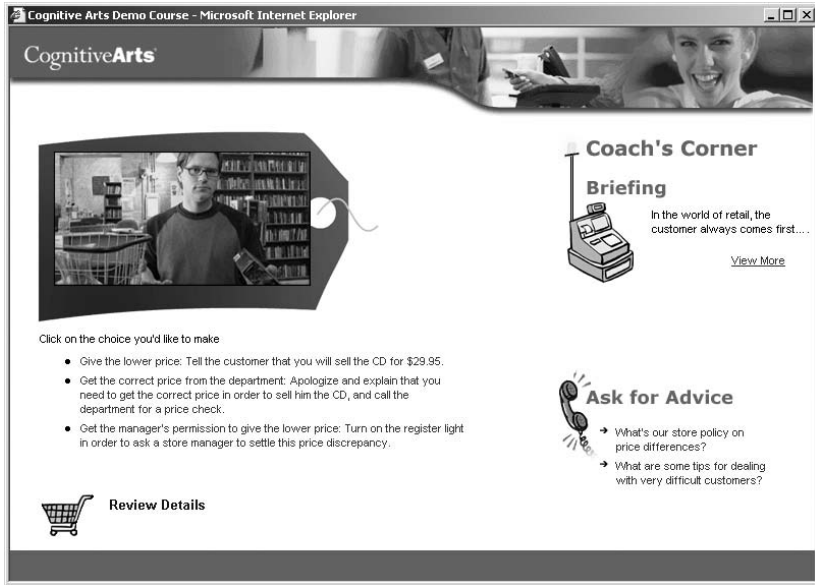 Cognitive Arts Demo Course - Microsoft Internet Explorer
CognitiveArts
Coach's Corner
Briefing
In the world of retail, the
customer always comes first....
View More
Click on the choice you'd like to make
• Give the lower price: Tell the customer that you will sell the CD for $29.95.
• Get the correct price from the department: Apologize and explain that you
need to get the correct price in order to sell him the CD, and call the
department for a price check.
• Get the manager's permission to give the lower price: Turn on the register light
in order to ask a store manager to settle this price discrepancy.
Ask for Advice
➔ What's our store policy on
price differences?
➔ What are some tips for dealing
with very difficult customers?
Review Details